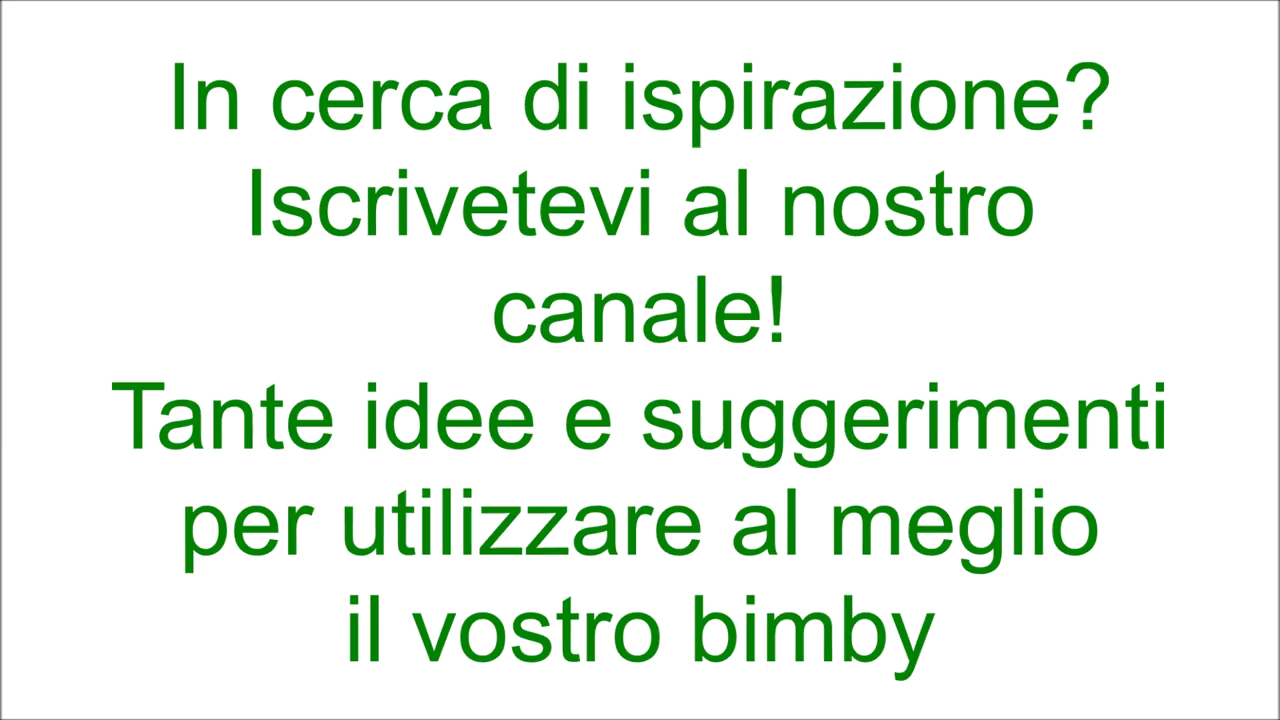 In cerca di ispirazione?
Iscrivetevi al nostro
canale!
Tante idee e suggerimenti
per utilizzare al meglio
il vostro bimby